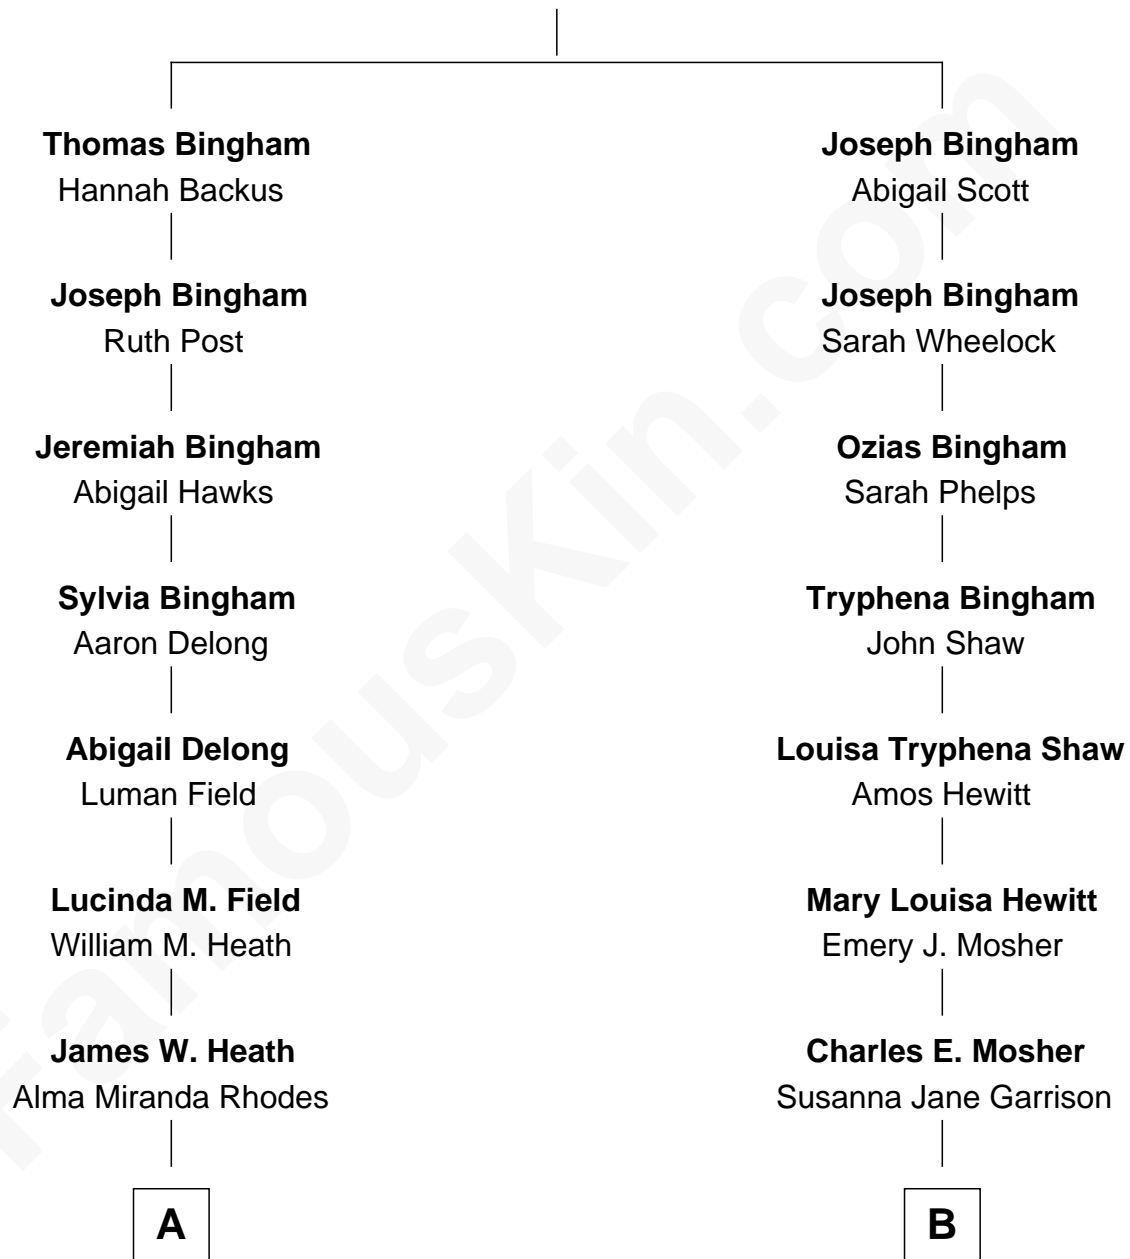 Thomas Bingham
Hannah Backus
Joseph Bingham
Abigail Scott
Joseph Bingham
Ruth Post
Joseph Bingham
Sarah Wheelock
Jeremiah Bingham
Abigail Hawks
Ozias Bingham
Sarah Phelps
Sylvia Bingham
Aaron Delong
Tryphena Bingham
John Shaw
Abigail Delong
Luman Field
Louisa Tryphena Shaw
Amos Hewitt
Lucinda M. Field
William M. Heath
Mary Louisa Hewitt
Emery J. Mosher
James W. Heath
Alma Miranda Rhodes
Charles E. Mosher
Susanna Jane Garrison
A
B
FamousKin.com